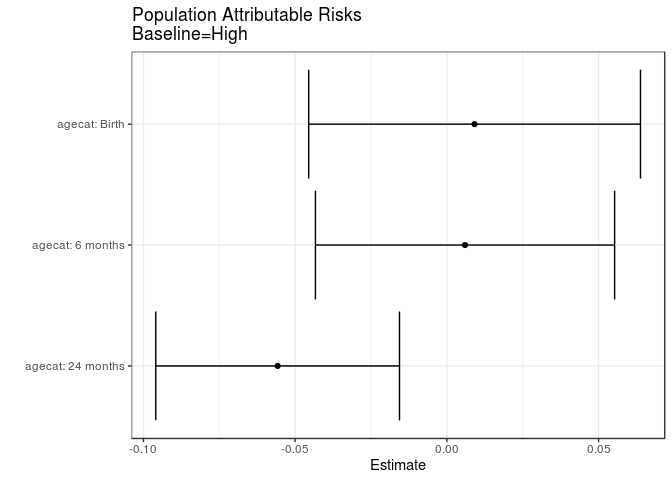 Population Attributable Risks
Baseline=High
agecat: Birth
agecat: 6 months
agecat: 24 months
-0.10 -0.05 0.00 0.05
Estimate